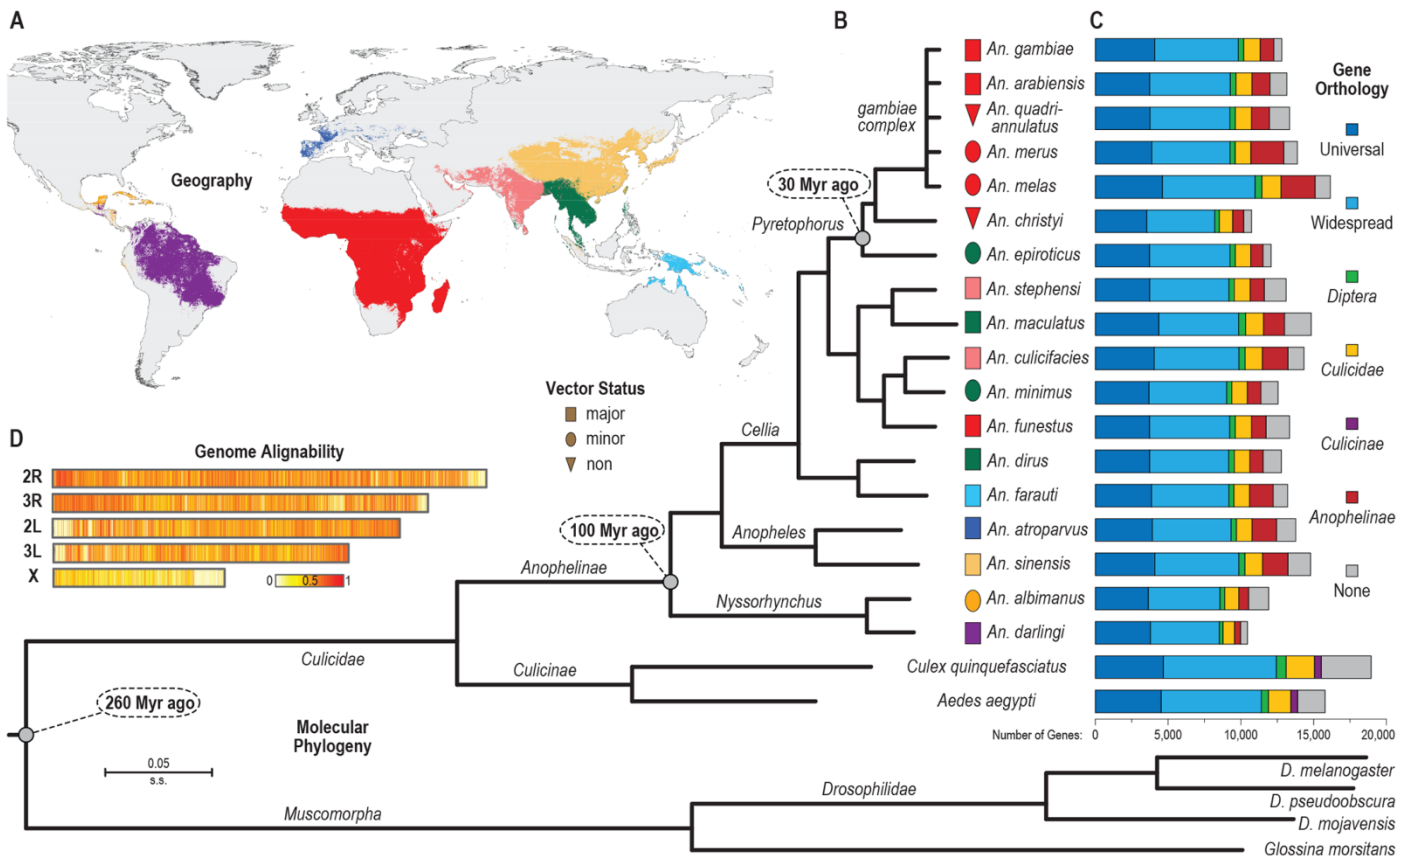 A
Geography
Vector Status
major
minor
non
D
Genome Alignability
2R
3R
2L
3L
X
0
0.5
1
B
gambiae
complex
30 Myr ago
Pyretophorus
Cellia
100 Myr ago
Anopheles
Anophelinae
Nyssorhynchus
Culicidae
Culicinae
260 Myr ago
Molecular
Phylogeny
0.05
s.s.
Muscomorpha
Drosophilidae
An. gambiae
An. arabiensis
An. quadri-
annulatus
An. merus
An. melas
An. christyi
An. epiroticus
An. stephensi
An. maculatus
An. culicifacies
An. minimus
An. funestus
An. dirus
An. farauti
An. atroparvus
An. sinensis
An. albimanus
An. darlingi
Culex quinquefasciatus
Aedes aegypti
D. melanogaster
D. pseudoobscura
D. mojavensis
Glossina morsitans
C
Gene
Orthology
Universal
Widespread
Diptera
Culicidae
Culicinae
Anophelinae
None
Number of Genes: 0 5,000 10,000 15,000 20,000